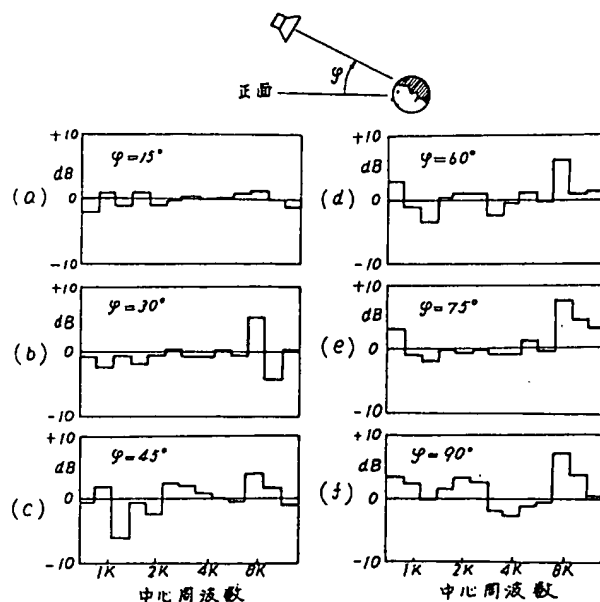 φ
正面
+10
dB
0
-10
φ=15°
(a)
+10
dB
0
-10
φ=60°
(d)
+10
dB
0
-10
φ=30°
(b)
+10
dB
0
-10
φ=75°
(e)
+10
dB
0
-10
φ=45°
(c)
1K 2K 4K 8K
中心周波数
+10
dB
0
-10
φ=90°
(f)
1K 2K 4K 8K
中心周波数